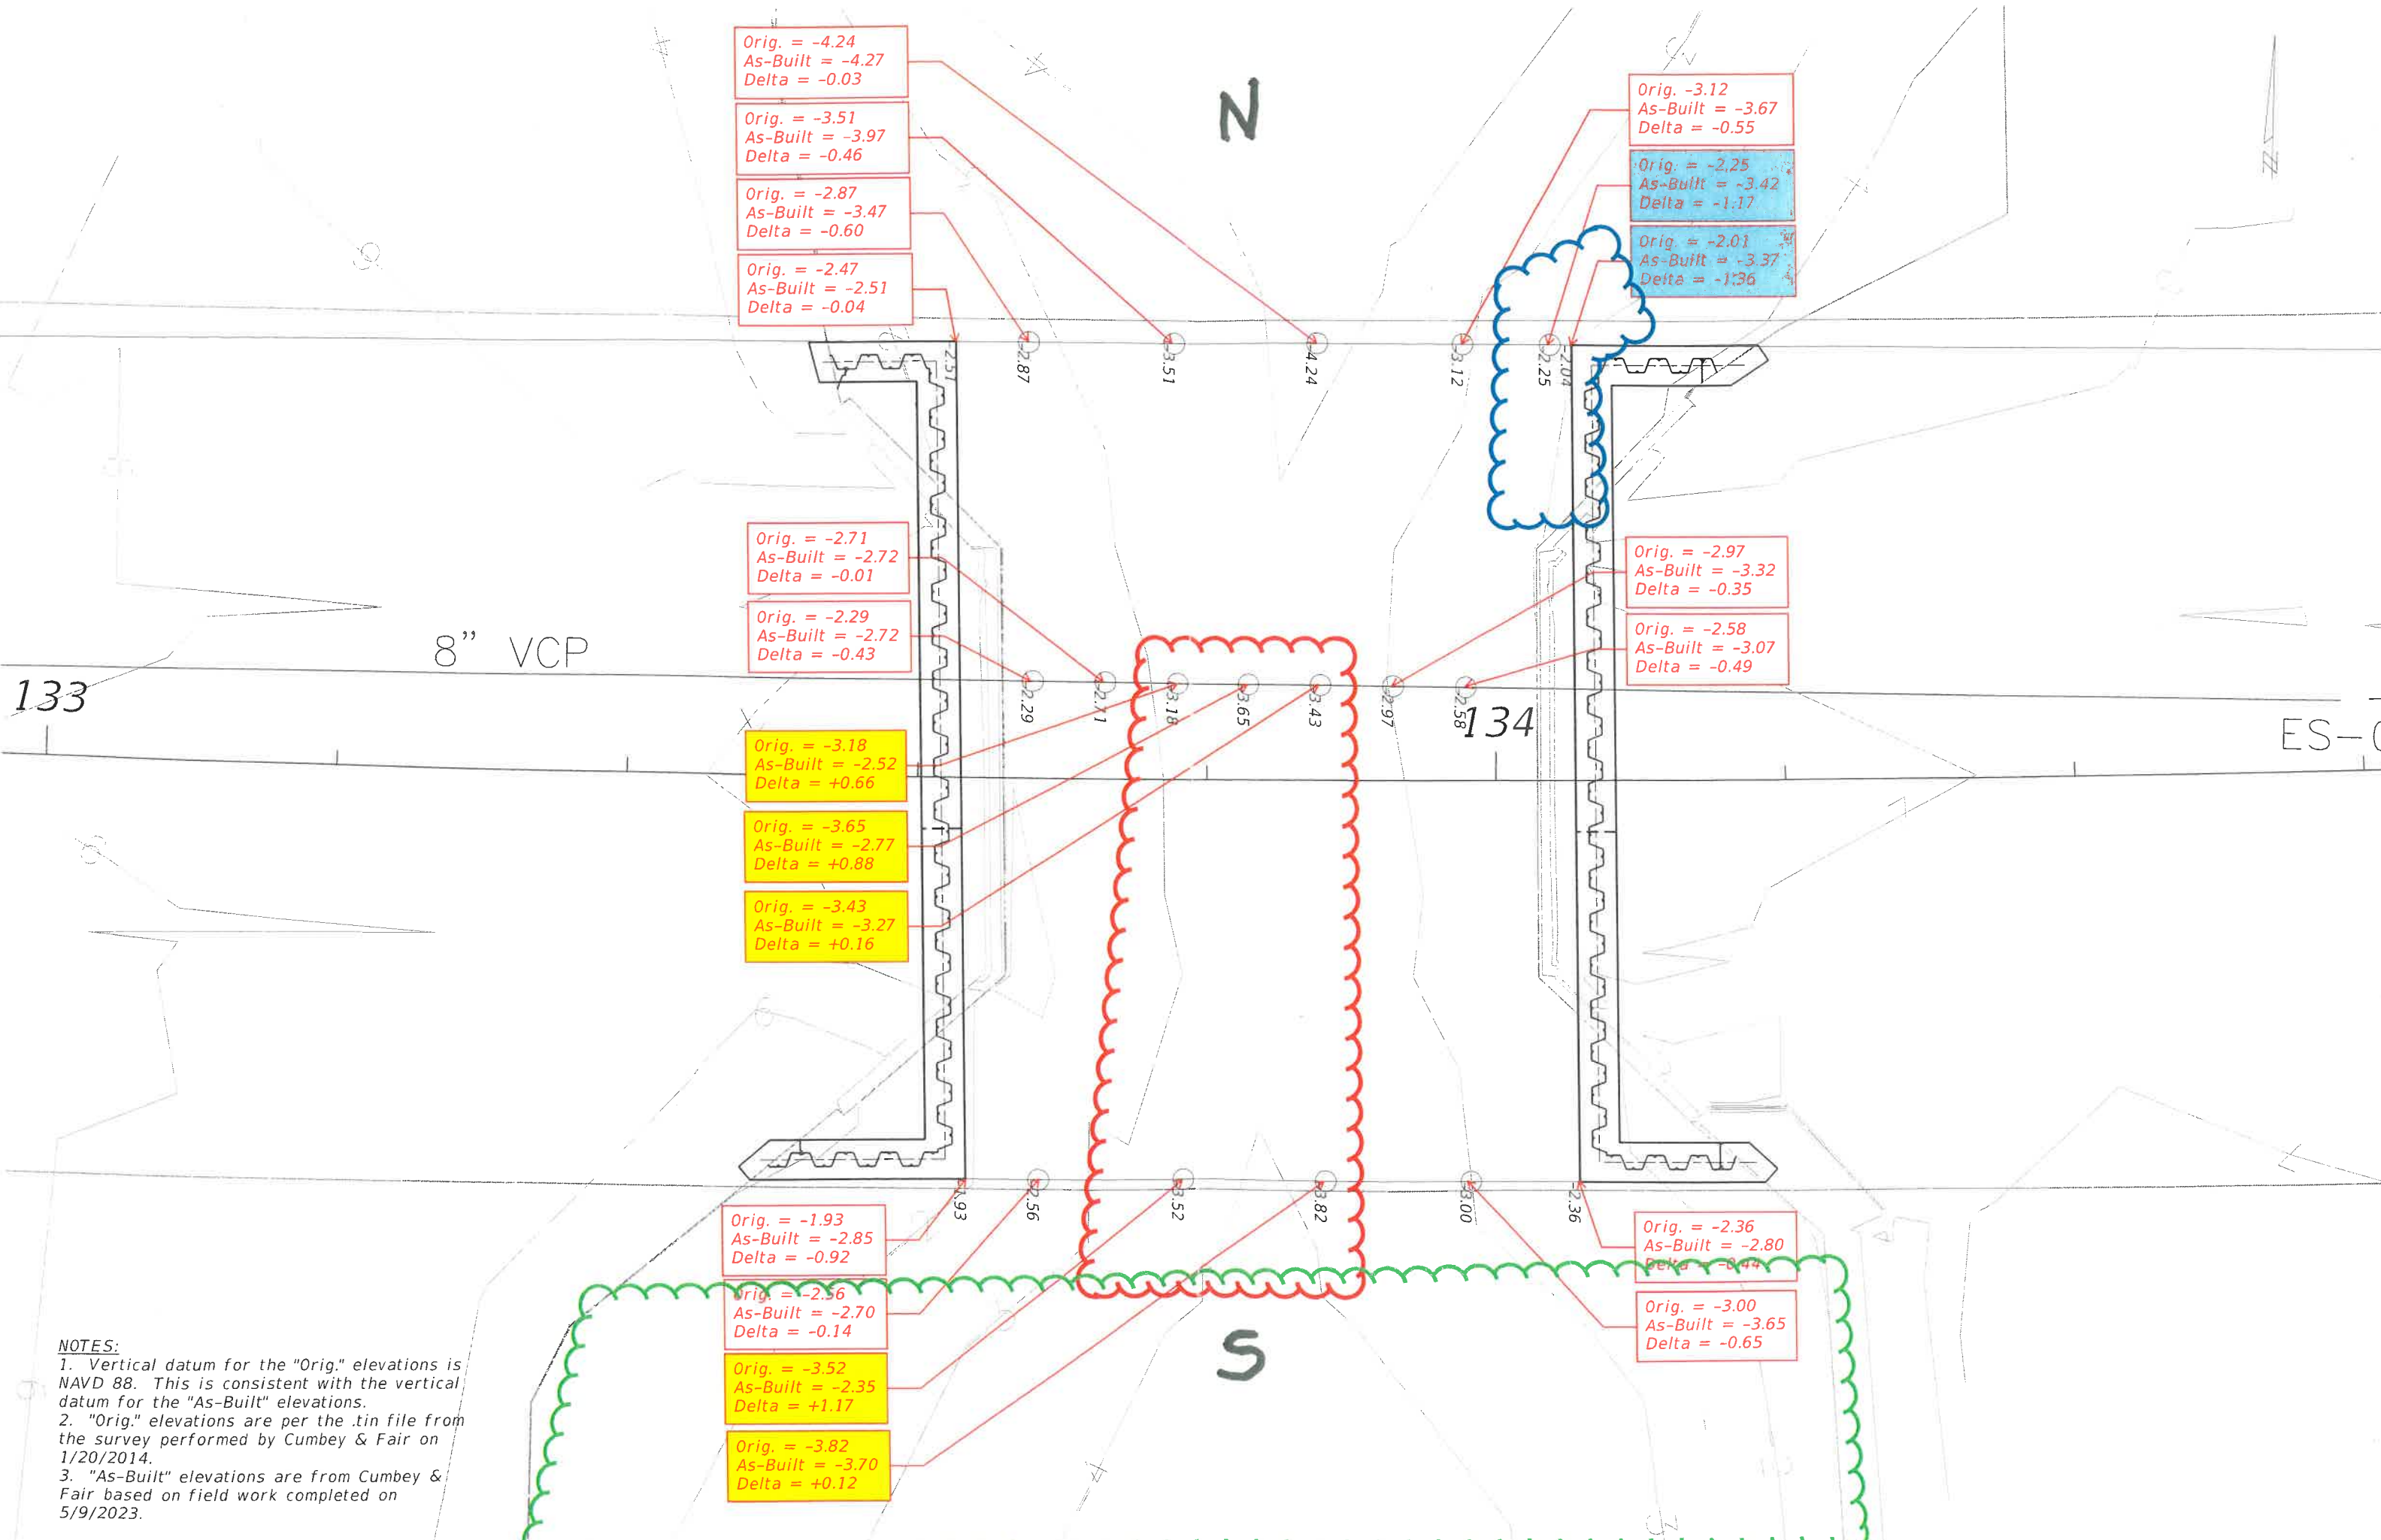 Orig. = -4.24
As-Built = -4.27
Delta = -0.03
Orig. = -3.51
As-Built = -3.97
Delta = -0.46
Orig. = -2.87
As-Built = -3.47
Delta = -0.60
Orig. = -2.47
As-Built = -2.51
Delta = -0.04
N
Orig. -3.12
As-Built = -3.67
Delta = -0.55
Orig. = -2.25
As-Built = -3.42
Delta = -1.17
Orig. = -2.01
As-Built = -3.37
Delta = -1.36
N
-2.51
-2.87
-3.51
-4.24
-3.12
-2.25
-2.04
Orig. = -2.71
As-Built = -2.72
Delta = -0.01
Orig. = -2.29
As-Built = -2.72
Delta = -0.43
Orig. = -2.97
As-Built = -3.32
Delta = -0.35
Orig. = -2.58
As-Built = -3.07
Delta = -0.49
8" VCP
133
-2.29
-2.71
-3.18
-3.65
-3.43
-2.97
-2.58
134
ES-0
Orig. = -3.18
As-Built = -2.52
Delta = +0.66
Orig. = -3.65
As-Built = -2.77
Delta = +0.88
Orig. = -3.43
As-Built = -3.27
Delta = +0.16
-1.93
-2.56
-3.52
-3.82
-3.00
-2.36
Orig. = -1.93
As-Built = -2.85
Delta = -0.92
Orig. = -2.56
As-Built = -2.70
Delta = -0.14
Orig. = -3.52
As-Built = -2.35
Delta = +1.17
Orig. = -3.82
As-Built = -3.70
Delta = +0.12
S
Orig. = -2.36
As-Built = -2.80
Delta = -0.44
Orig. = -3.00
As-Built = -3.65
Delta = -0.65
NOTES:
1. Vertical datum for the "Orig." elevations is
NAVD 88. This is consistent with the vertical
datum for the "As-Built" elevations.
2. "Orig." elevations are per the .tin file from
the survey performed by Cumbey & Fair on
1/20/2014.
3. "As-Built" elevations are from Cumbey &
Fair based on field work completed on
5/9/2023.